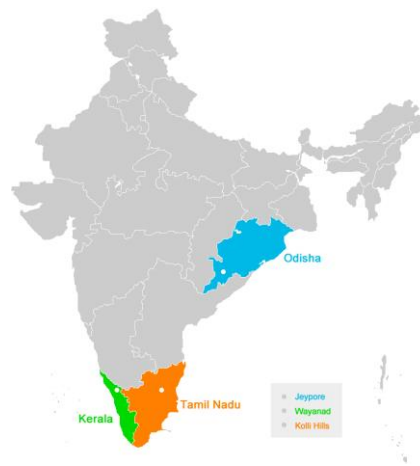 Odisha
Tamil Nadu
Kerala
Jeypore
Wayanad
Kolli Hills